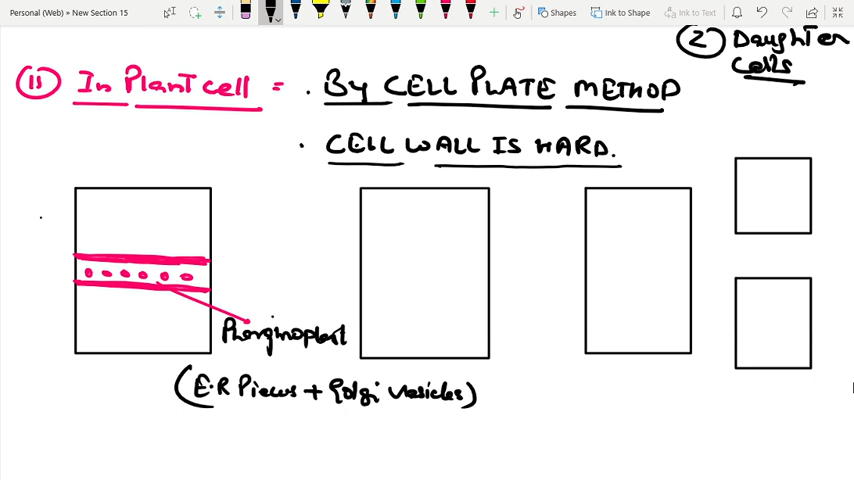 Personal (Web) » New Section 15
Shapes
Ink to Shape
Ink to Text
2 Daughter
Cells
11 In Plant cell = . By CELL PLATE METHOD
. CELL WALL IS HARD.
Phragmoplast
(E.R Pieces + Golgi vesicles)